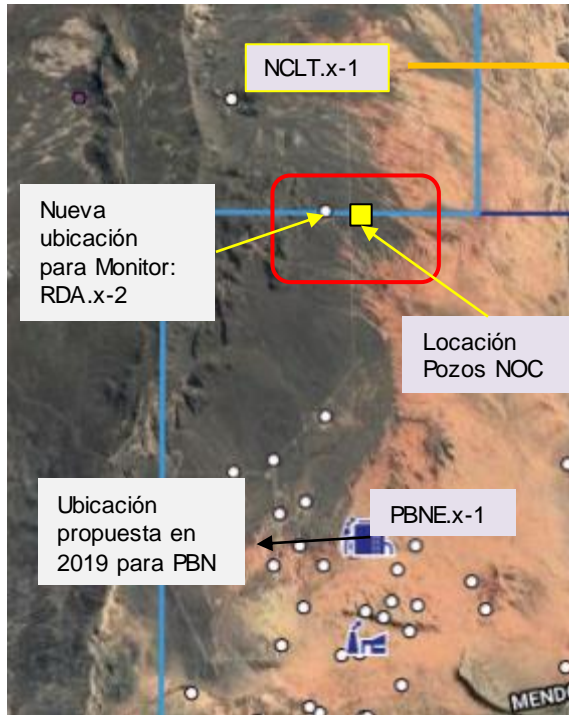 NCLT.x-1
Nueva
ubicación
para Monitor:
RDA.x-2
Locación
Pozos NOC
Ubicación
propuesta en
2019 para PBN
PBNE.x-1
MENDO